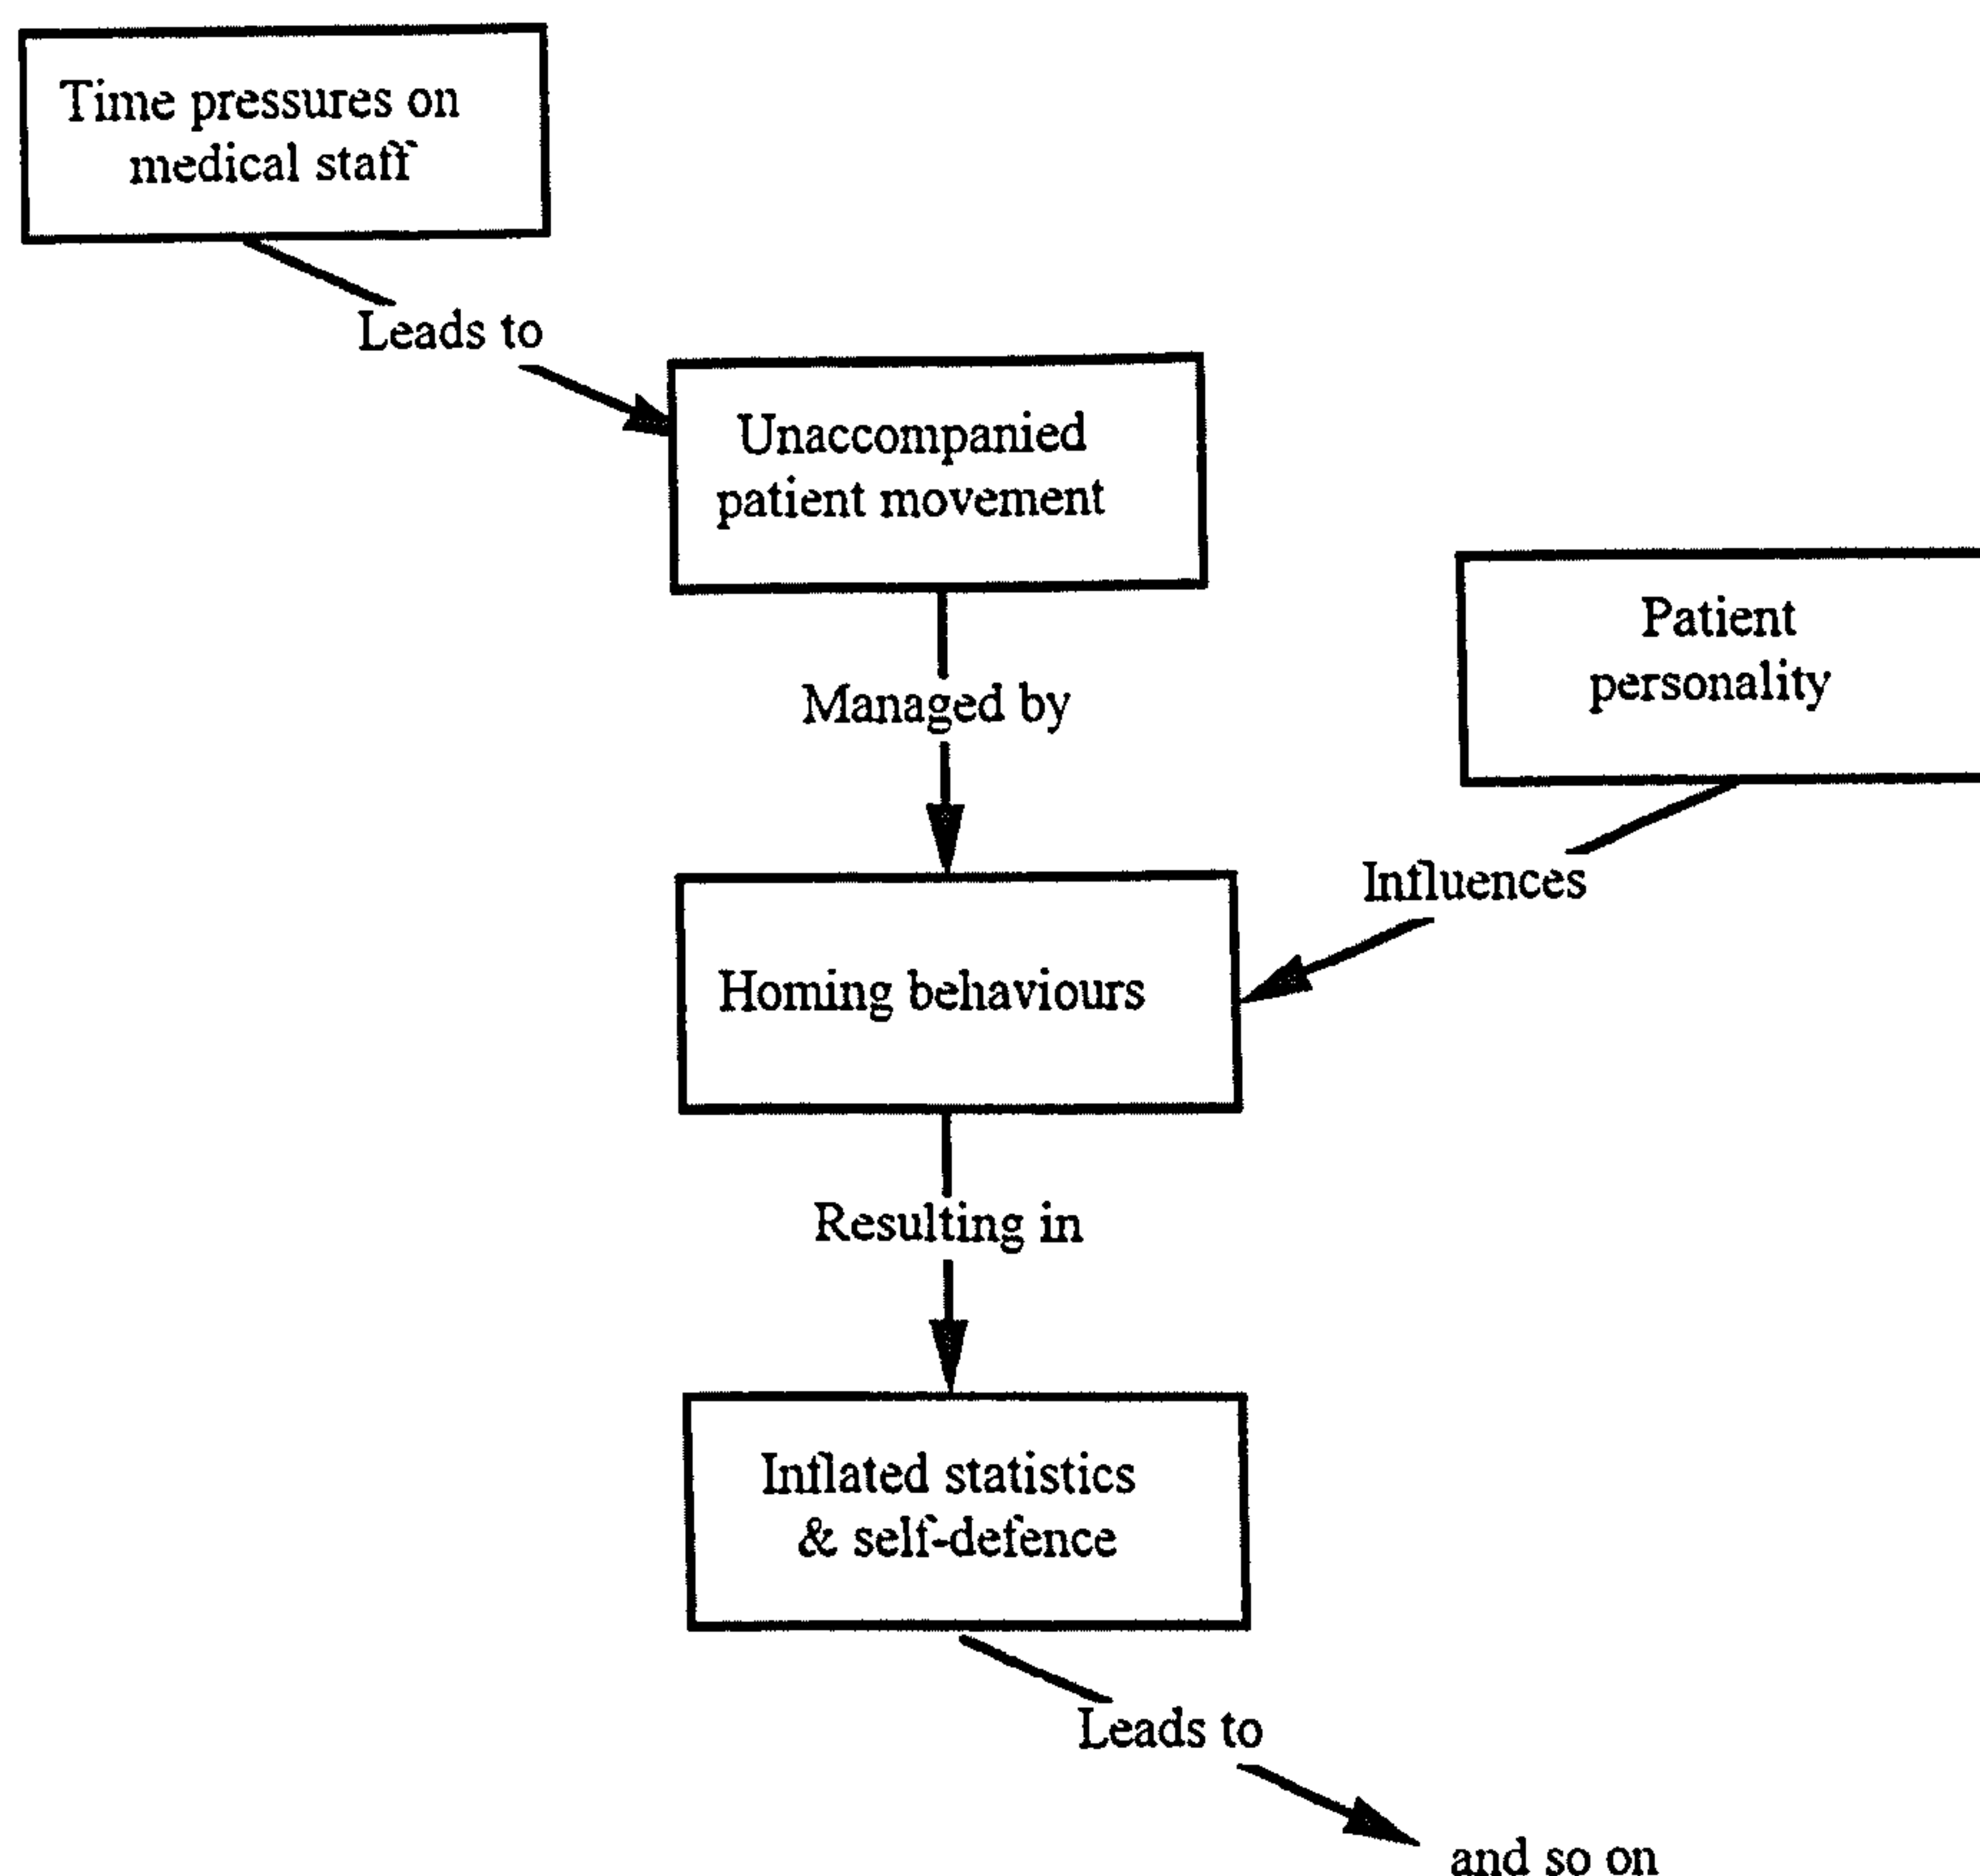 Time pressures on
medical staff
Leads to
Unaccompanied
patient movement
Managed by
Patient
personality
Influences
Homing behaviours
Resulting in
Inflated statistics
& self-defence
Leads to
and so on